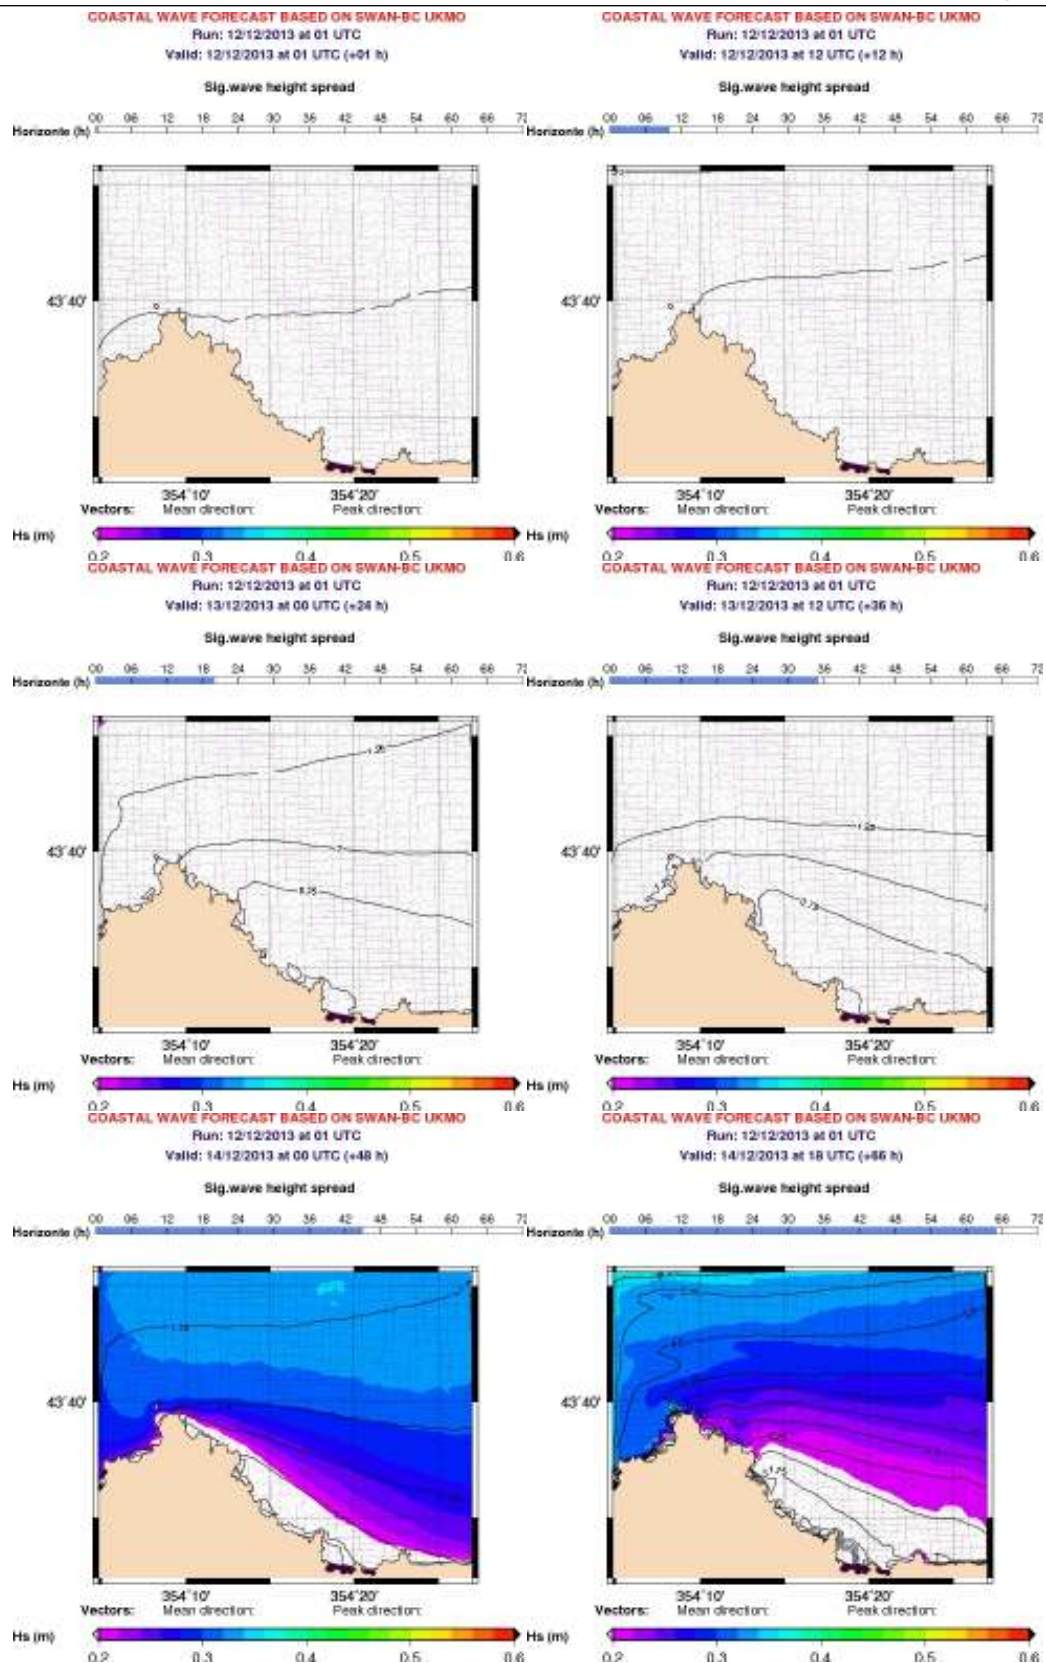 COASTAL WAVE FORECAST BASED ON SWAN-BC UKMO
Run: 12/12/2013 at 01 UTC
Valid: 12/12/2013 at 01 UTC (+01 h)
Sig.wave height spread
00 06 12 18 24 30 36 42 48 54 60 66 72
Horizonte (h)
43°40'
354°10' 354°20'
Vectors: Mean direction: Peak direction:
Hs (m)
0.2 0.3 0.4 0.5 0.6
COASTAL WAVE FORECAST BASED ON SWAN-BC UKMO
Run: 12/12/2013 at 01 UTC
Valid: 12/12/2013 at 12 UTC (+12 h)
Sig.wave height spread
00 06 12 18 24 30 36 42 48 54 60 66 72
Horizonte (h)
43°40'
354°10' 354°20'
Vectors: Mean direction: Peak direction:
Hs (m)
0.2 0.3 0.4 0.5 0.6
COASTAL WAVE FORECAST BASED ON SWAN-BC UKMO
Run: 12/12/2013 at 01 UTC
Valid: 13/12/2013 at 00 UTC (+24 h)
Sig.wave height spread
00 06 12 18 24 30 36 42 48 54 60 66 72
Horizonte (h)
1.25
43°40'
0.75
354°10' 354°20'
Vectors: Mean direction: Peak direction:
Hs (m)
0.2 0.3 0.4 0.5 0.6
COASTAL WAVE FORECAST BASED ON SWAN-BC UKMO
Run: 12/12/2013 at 01 UTC
Valid: 13/12/2013 at 12 UTC (+36 h)
Sig.wave height spread
00 06 12 18 24 30 36 42 48 54 60 66 72
Horizonte (h)
1.25
43°40'
0.75
354°10' 354°20'
Vectors: Mean direction: Peak direction:
Hs (m)
0.2 0.3 0.4 0.5 0.6
COASTAL WAVE FORECAST BASED ON SWAN-BC UKMO
Run: 12/12/2013 at 01 UTC
Valid: 14/12/2013 at 00 UTC (+48 h)
Sig.wave height spread
00 06 12 18 24 30 36 42 48 54 60 66 72
Horizonte (h)
43°40'
354°10' 354°20'
Vectors: Mean direction: Peak direction:
Hs (m)
0.2 0.3 0.4 0.5 0.6
COASTAL WAVE FORECAST BASED ON SWAN-BC UKMO
Run: 12/12/2013 at 01 UTC
Valid: 14/12/2013 at 18 UTC (+66 h)
Sig.wave height spread
00 06 12 18 24 30 36 42 48 54 60 66 72
Horizonte (h)
43°40'
1.75
354°10' 354°20'
Vectors: Mean direction: Peak direction:
Hs (m)
0.2 0.3 0.4 0.5 0.6